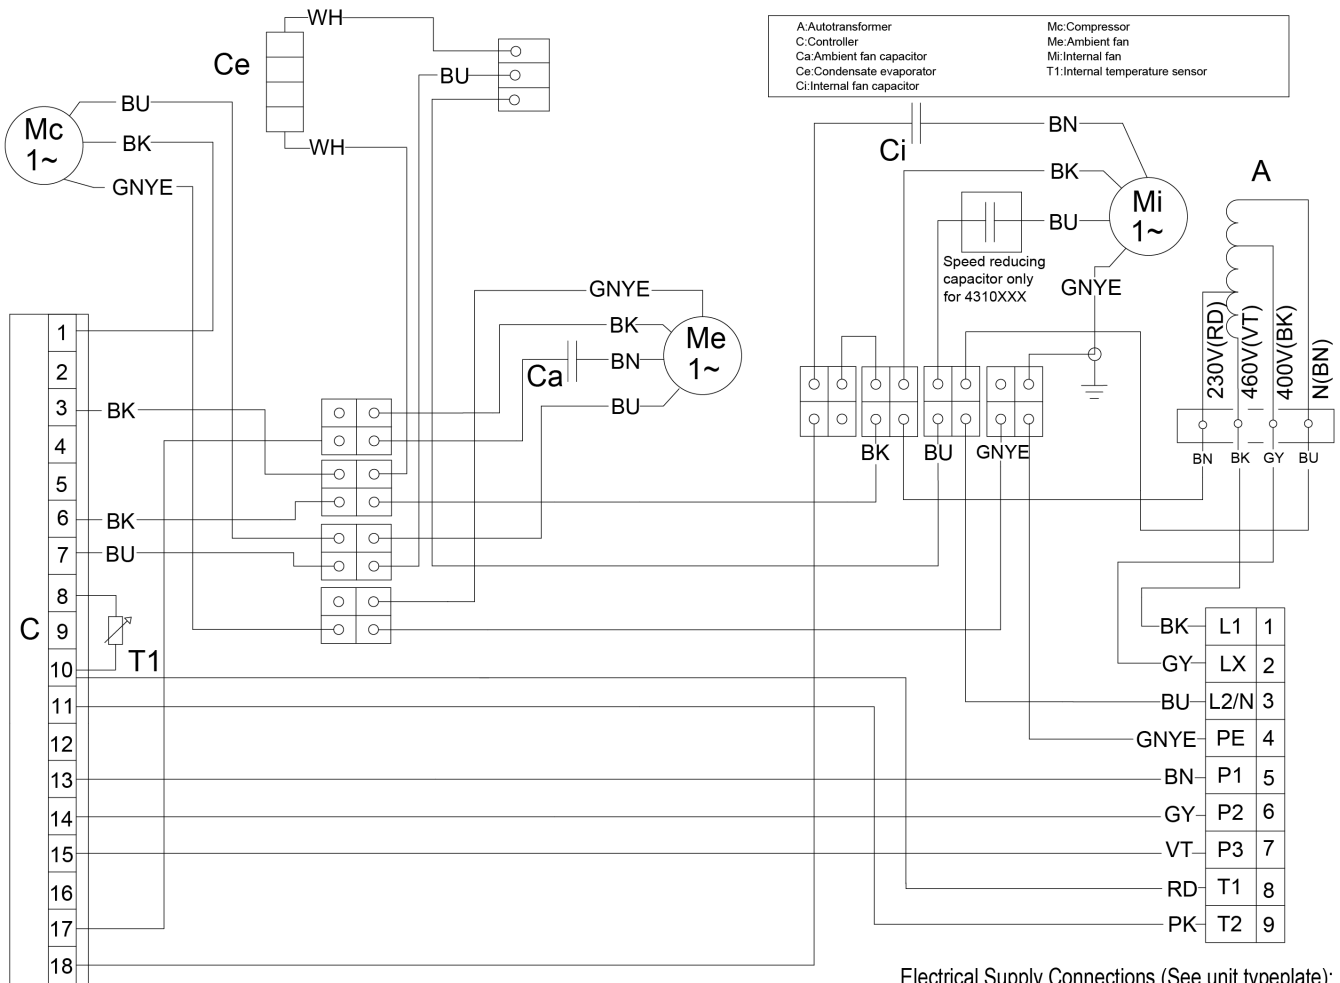 WH
Ce
BU
WH
BU
Mc
1~
BK
GNYE
A:Autotransformer
C:Controller
Ca:Ambient fan capacitor
Ce:Condensate evaporator
Ci:Internal fan capacitor
Mc:Compressor
Me:Ambient fan
Mi:Internal fan
T1:Internal temperature sensor
Ci
BN
BK
BU
Mi
1~
A
Speed reducing
capacitor only
for 4310XXX
GNYE
GNYE
BK
BN
Ca
BU
Me
1~
230V(RD)
460V(VT)
400V(BK)
N(BN)
BN
BK
GY
BU
BK
BU
GNYE
1
2
3
BK
4
5
6
BK
7
BU
8
C
9
T1
10
11
12
13
14
15
16
17
18
BK L1 1
GY LX 2
BU L2/N 3
GNYE PE 4
BN P1 5
GY P2 6
VT P3 7
RD T1 8
PK T2 9
Electrical Supply Connections (See unit typeplate):